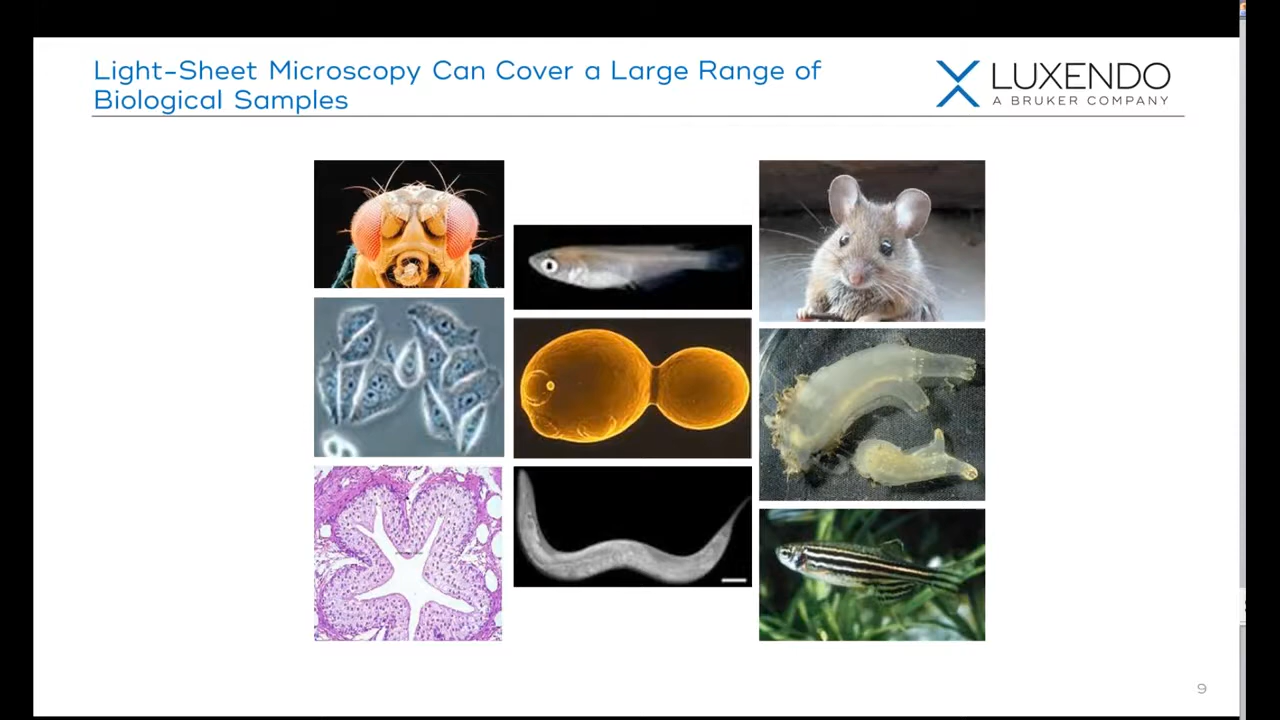 Light-Sheet Microscopy Can Cover a Large Range of
Biological Samples
LUXENDO
A BRUKER COMPANY
9